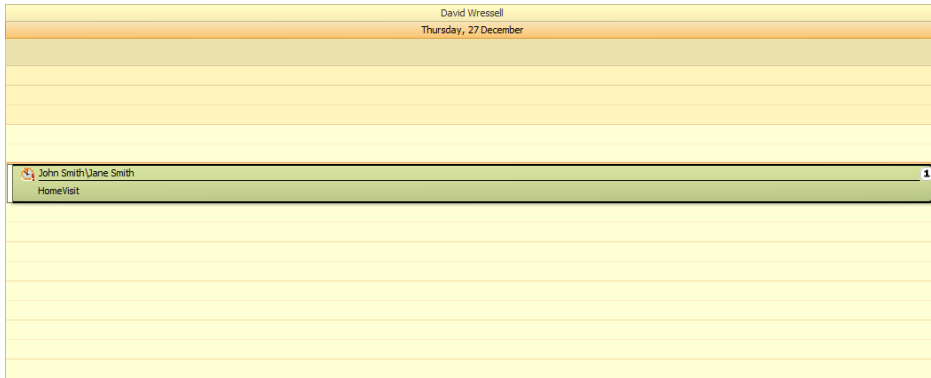 David Wressell
Thursday, 27 December
John Smith\Jane Smith
1
HomeVisit